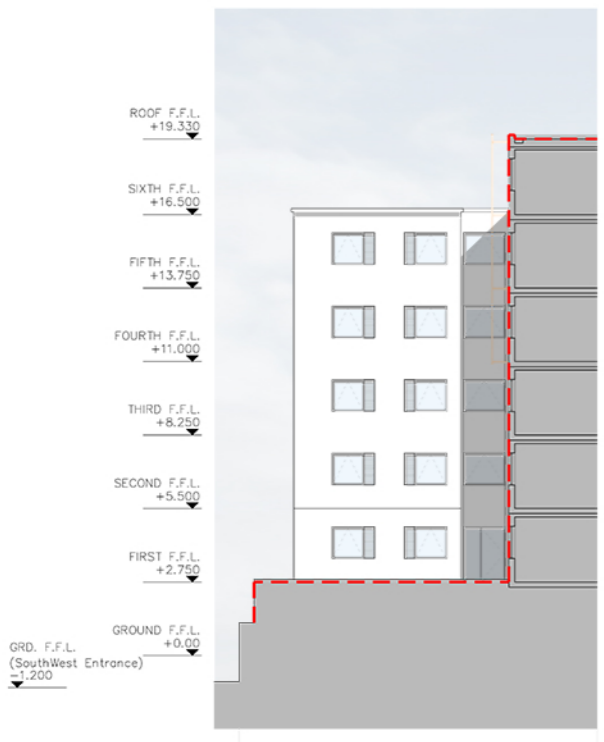 ROOF F.F.L.
+19.330
SIXTH F.F.L.
+16.500
FIFTH F.F.L.
+13.750
FOURTH F.F.L.
+11.000
THIRD F.F.L.
+8.250
SECOND F.F.L.
+5.500
FIRST F.F.L.
+2.750
GROUND F.F.L.
+0.00
GRD. F.F.L.
(SouthWest Entrance)
-1.200